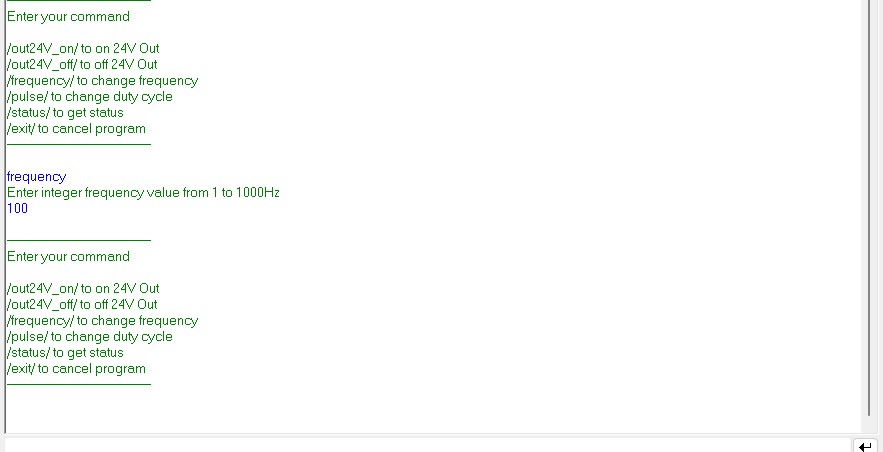 Enter your command
/out24V_on/ to on 24V Out
/out24V_off/ to off 24V Out
/frequency/ to change frequency
/pulse/ to change duty cycle
/status/ to get status
/exit/ to cancel program
frequency
Enter integer frequency value from 1 to 1000Hz
100
Enter your command
/out24V_on/ to on 24V Out
/out24V_off/ to off 24V Out
/frequency/ to change frequency
/pulse/ to change duty cycle
/status/ to get status
/exit/ to cancel program